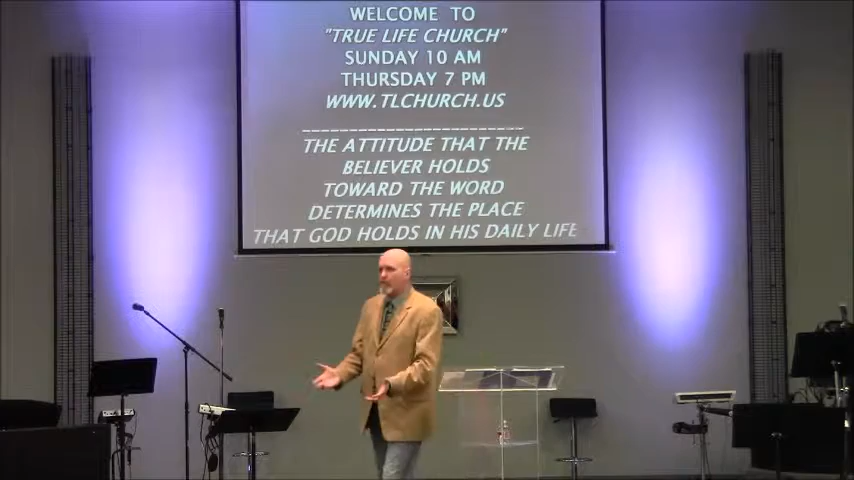 WELCOME TO
"TRUE LIFE CHURCH"
SUNDAY 10 AM
THURSDAY 7 PM
WWW.TLCHURCH.US
THE ATTITUDE THAT THE
BELIEVER HOLDS
TOWARD THE WORD
DETERMINES THE PLACE
THAT GOD HOLDS IN HIS DAILY LIFE